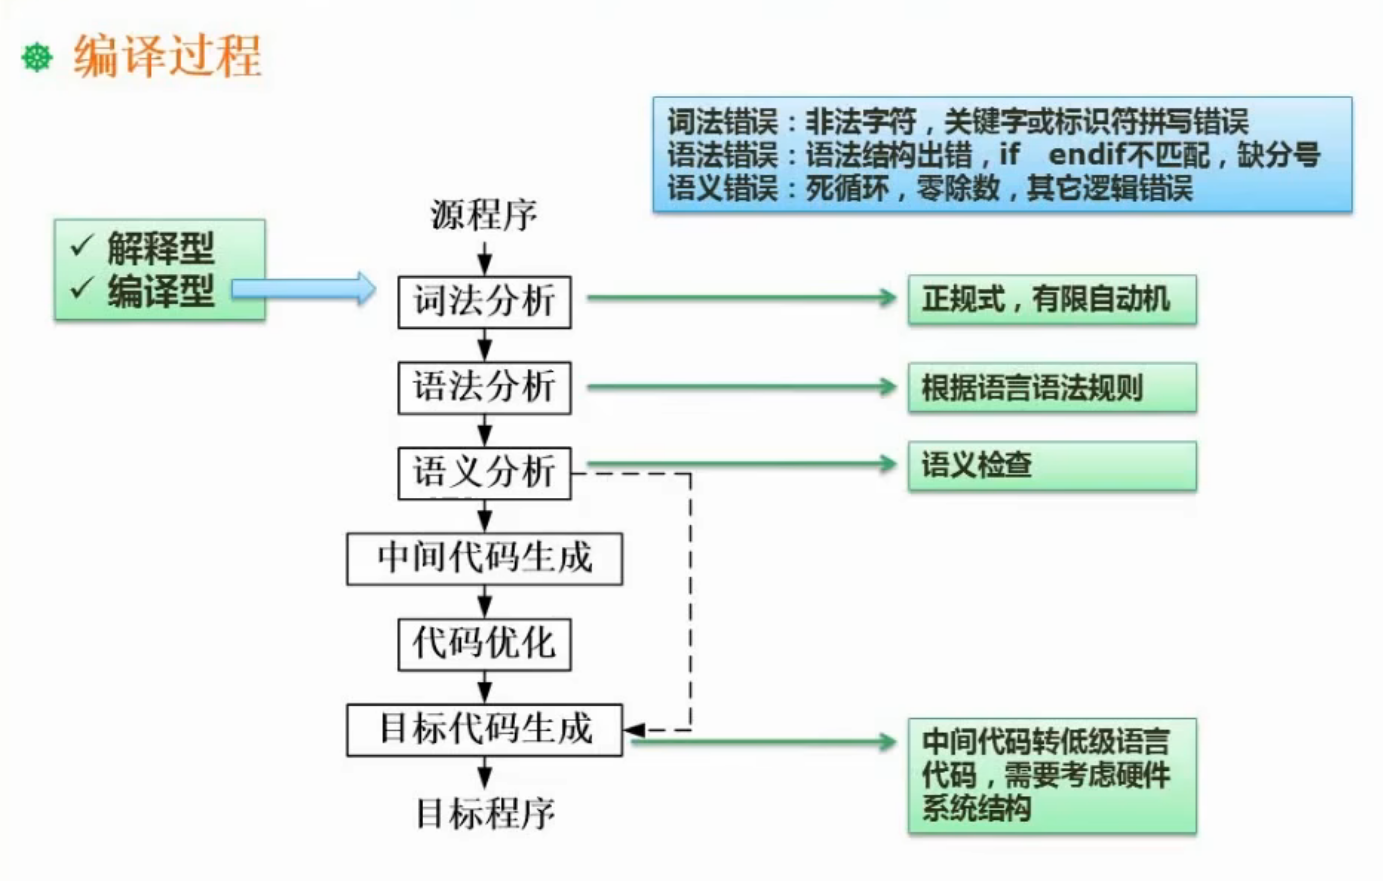 编译过程
词法错误：非法字符，关键字或标识符拼写错误
语法错误：语法结构出错，if endif不匹配，缺分号
语义错误：死循环，零除数，其它逻辑错误
✓ 解释型
✓ 编译型
源程序
词法分析
正规式，有限自动机
语法分析
根据语言语法规则
语义分析
语义检查
中间代码生成
代码优化
目标代码生成
中间代码转低级语言
代码，需要考虑硬件
系统结构
目标程序